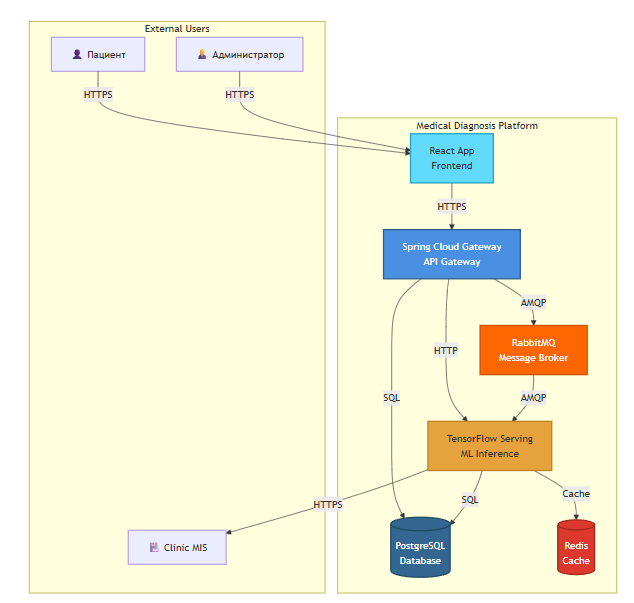 External Users
Пациент
Администратор
HTTPS
HTTPS
Medical Diagnosis Platform
React App
Frontend
HTTPS
Spring Cloud Gateway
API Gateway
AMQP
RabbitMQ
Message Broker
HTTP
SQL
AMQP
TensorFlow Serving
ML Inference
HTTPS
SQL
Cache
Clinic MIS
PostgreSQL
Database
Redis
Cache